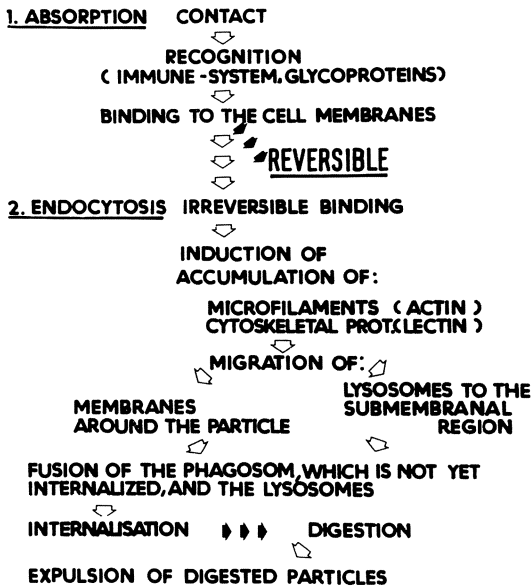 1. ABSORPTION CONTACT
RECOGNITION
( IMMUNE - SYSTEM, GLYCOPROTEINS)
BINDING TO THE CELL MEMBRANES
REVERSIBLE
2. ENDOCYTOSIS IRREVERSIBLE BINDING
INDUCTION OF
ACCUMULATION OF:
MICROFILAMENTS ( ACTIN )
CYTOSKELETAL PROT.( LECTIN )
MIGRATION OF:
MEMBRANES
AROUND THE PARTICLE
LYSOSOMES TO THE
SUBMEMBRANAL
REGION
FUSION OF THE PHAGOSOM, WHICH IS NOT YET
INTERNALIZED, AND THE LYSOSOMES
INTERNALISATION DIGESTION
EXPULSION OF DIGESTED PARTICLES